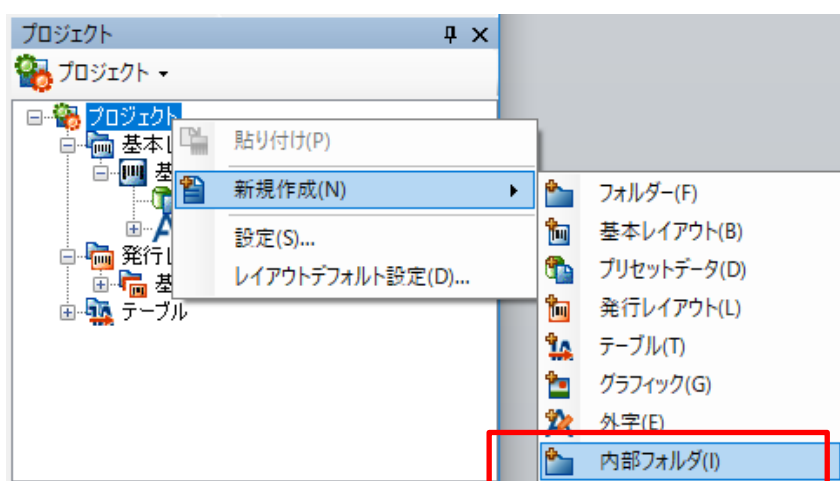 プロジェクト
プロジェクト
プロジェクト
基本レ
基
発行レ
基
テーブル
貼り付け(P)
新規作成(N)
設定(S)...
レイアウトデフォルト設定(D)...
フォルダー(F)
基本レイアウト(B)
プリセットデータ(D)
発行レイアウト(L)
テーブル(T)
グラフィック(G)
外字(E)
内部フォルダ(I)